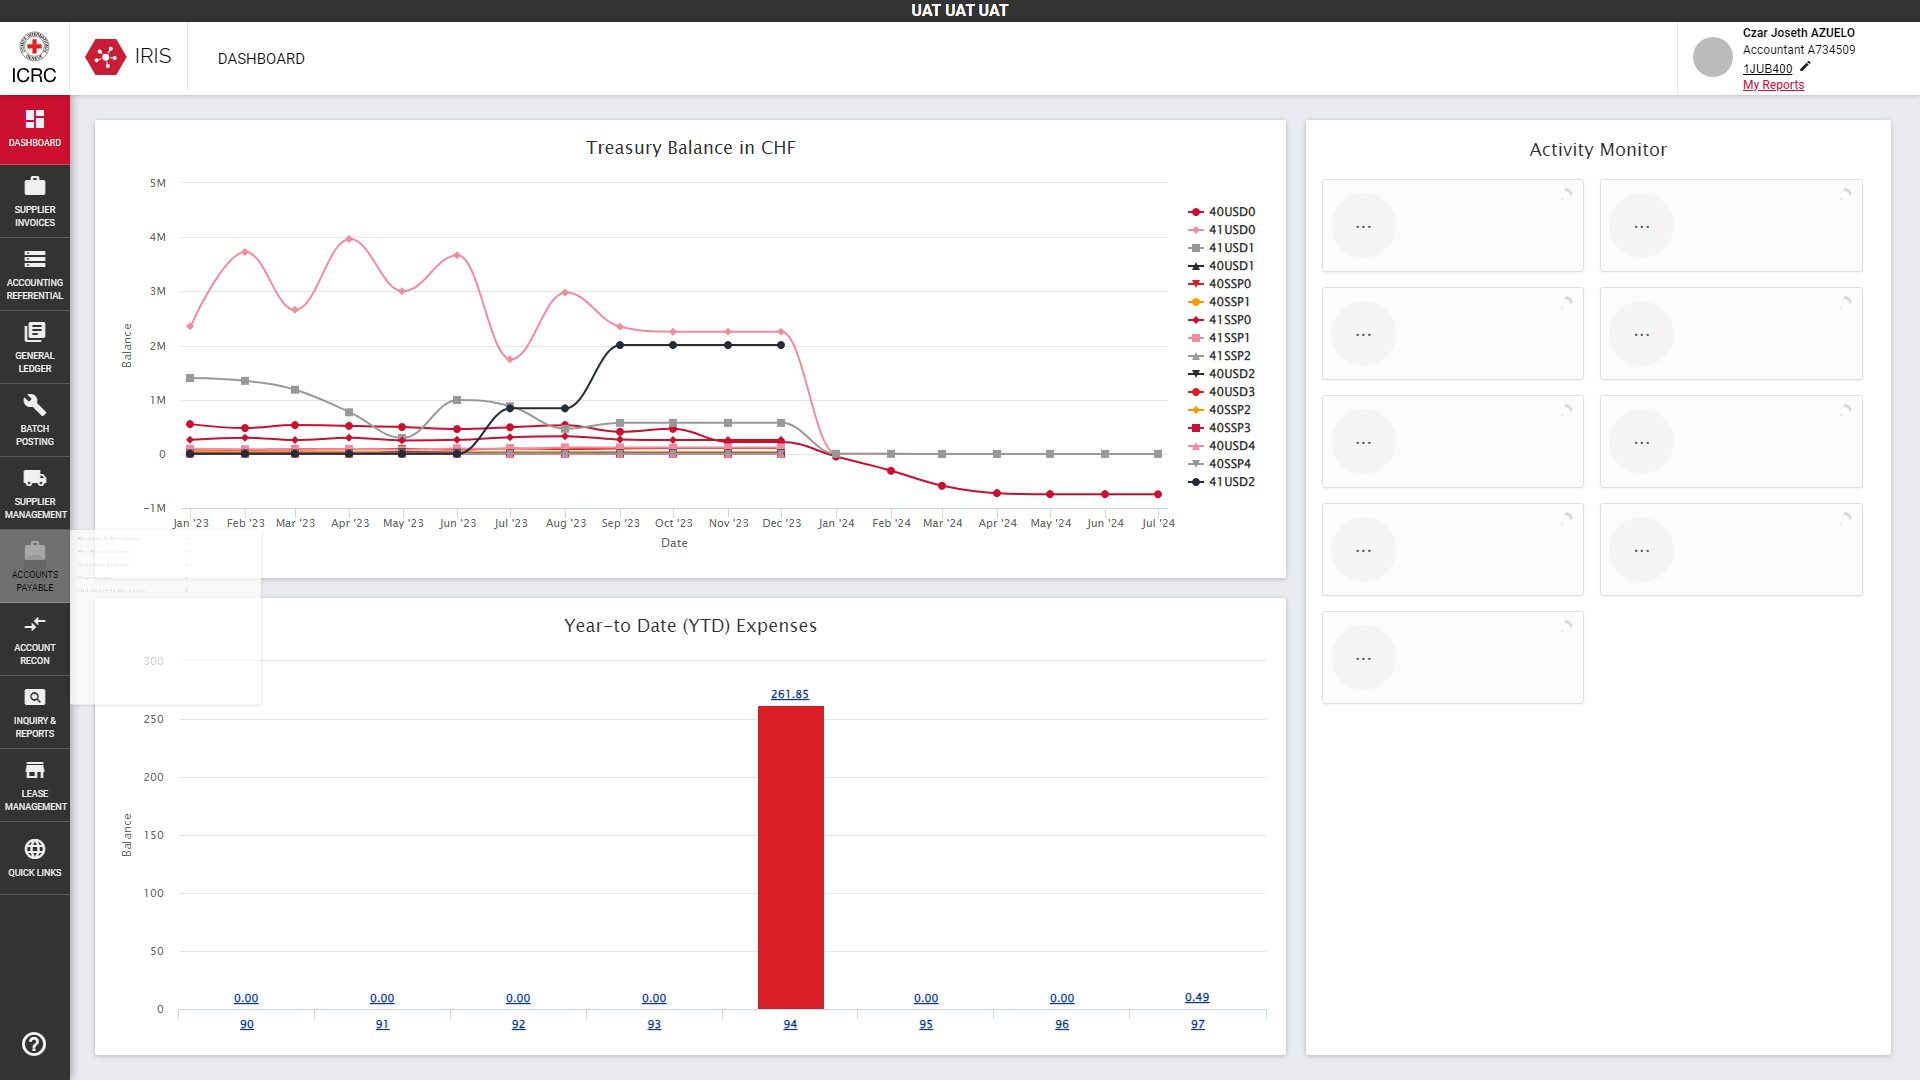 UAT UAT UAT
ICRC
IRIS
DASHBOARD
Czar Joseth AZUELO
Accountant A734509
1JUB400
My Reports
DASHBOARD
SUPPLIER
INVOICES
ACCOUNTING
REFERENTIAL
GENERAL
LEDGER
BATCH
POSTING
SUPPLIER
MANAGEMENT
ACCOUNTS
PAYABLE
ACCOUNT
RECON
INQUIRY &
REPORTS
LEASE
MANAGEMENT
QUICK LINKS
Treasury Balance in CHF
Balance
5M
4M
3M
2M
1M
0
−1M
Jan '23 Feb '23 Mar '23 Apr '23 May '23 Jun '23 Jul '23 Aug '23 Sep '23 Oct '23 Nov '23 Dec '23 Jan '24 Feb '24 Mar '24 Apr '24 May '24 Jun '24 Jul '24
Date
40USD0
41USD0
41USD1
40USD1
40SSP0
40SSP1
41SSP0
41SSP1
41SSP2
40USD2
40USD3
40SSP2
40SSP3
40USD4
40SSP4
41USD2
Year−to Date (YTD) Expenses
Balance
300
250
200
150
100
50
0
0.00 0.00 0.00 0.00 261.85 0.00 0.00 0.49
90 91 92 93 94 95 96 97
Activity Monitor
... ...
... ...
... ...
... ...
...